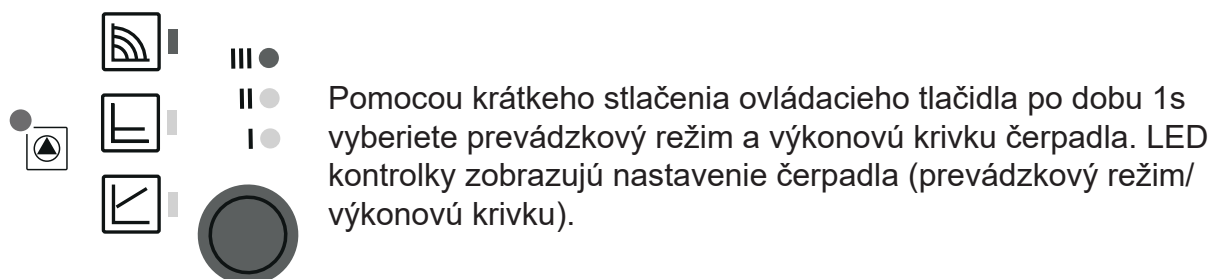 III
II
I
Pomocou krátkeho stlačenia ovládacieho tlačidla po dobu 1s
vyberiete prevádzkový režim a výkonovú krivku čerpadla. LED
kontrolky zobrazujú nastavenie čerpadla (prevádzkový režim/
výkonovú krivku).